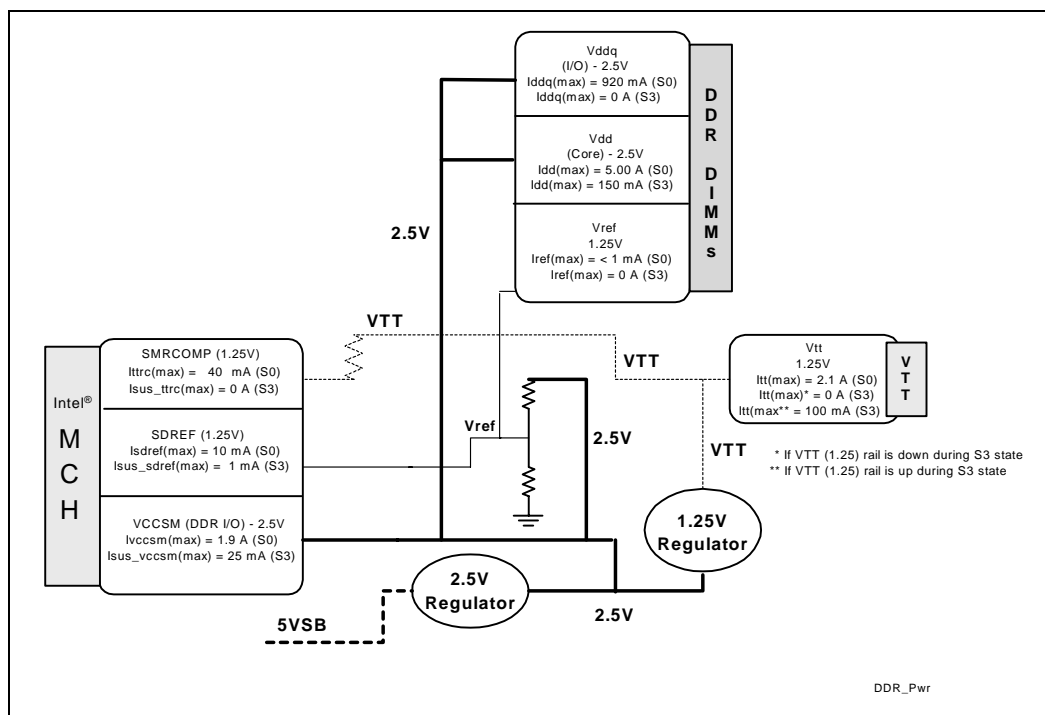 Vddq
(I/O) - 2.5V
Iddq(max) = 920 mA (S0)
Iddq(max) = 0 A (S3)
Vdd
(Core) - 2.5V
Idd(max) = 5.00 A (S0)
Idd(max) = 150 mA (S3)
Vref
1.25V
Iref(max) = < 1 mA (S0)
Iref(max) = 0 A (S3)
DDR DIMMs
2.5V
VTT
VTT
SMRCOMP (1.25V)
Ittrc(max) = 40 mA (S0)
Isus_ttrc(max) = 0 A (S3)
Intel®
MCH
SDREF (1.25V)
Isdref(max) = 10 mA (S0)
Isus_sdref(max) = 1 mA (S3)
VCCSM (DDR I/O) - 2.5V
Ivccsm(max) = 1.9 A (S0)
Isus_vccsm(max) = 25 mA (S3)
Vref
2.5V
Vtt
1.25V
Itt(max) = 2.1 A (S0)
Itt(max)* = 0 A (S3)
Itt(max** = 100 mA (S3)
VTT
VTT
* If VTT (1.25) rail is down during S3 state
** If VTT (1.25) rail is up during S3 state
1.25V
Regulator
2.5V
Regulator
2.5V
5VSB
DDR_Pwr